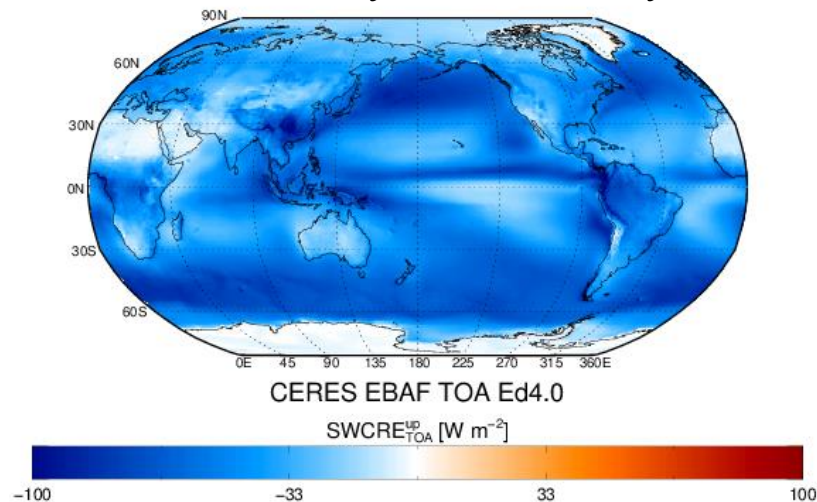 90N
60N
30N
0N
30S
60S
0E 45 90 135 180 225 270 315 360E
CERES EBAF TOA Ed4.0
SWCRE^{up}_{TOA} [W m^{-2}]
-100 -33 33 100